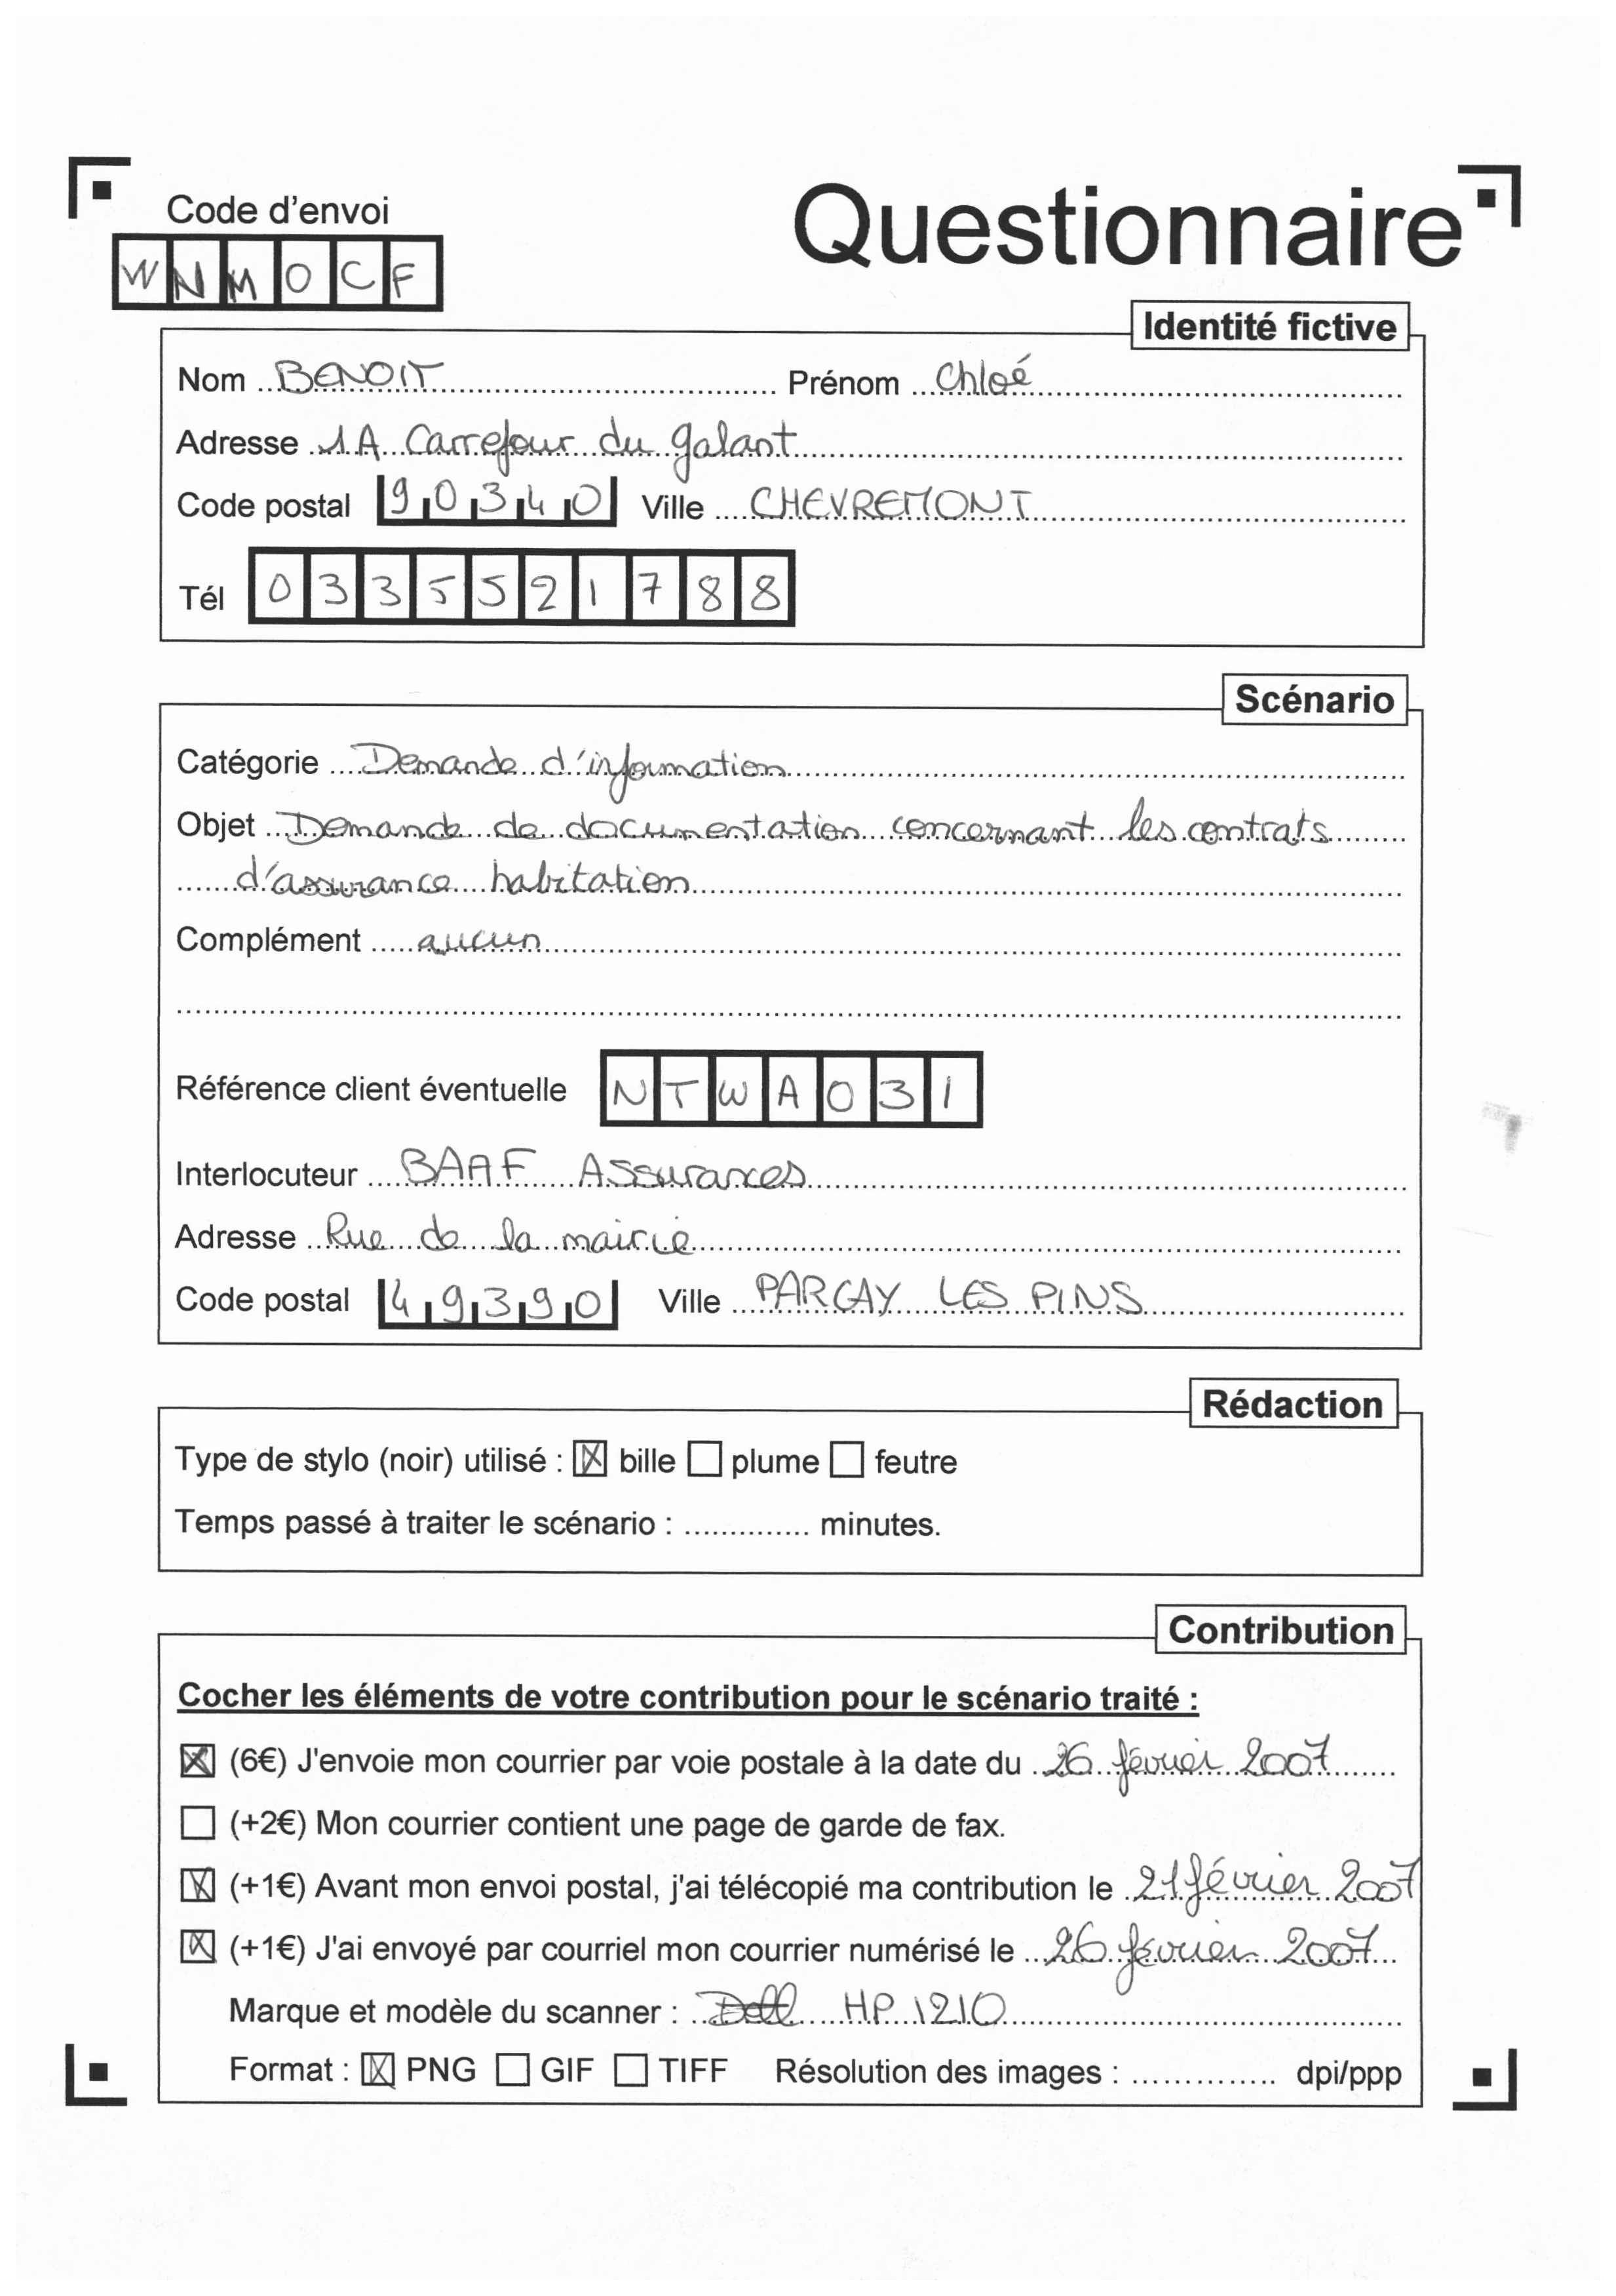 Code d'envoi
Questionnaire
WNMOCF
Identité fictive
Nom BENOIT Prénom Chloé
Adresse 1A Carrefour du galant
Code postal 90340 Ville CHEVREMONT
Tél 0335521788
Scénario
Catégorie Demande d'information
Objet Demande de documentation concernant les contrats
d'assurance habitation
Complément aucun
Référence client éventuelle NTWA031
Interlocuteur BAAF Assurances
Adresse Rue de la mairie
Code postal 49390 Ville PARCAY LES PINS
Rédaction
Type de stylo (noir) utilisé : ☒ bille ☐ plume ☐ feutre
Temps passé à traiter le scénario : .............. minutes.
Contribution
Cocher les éléments de votre contribution pour le scénario traité :
☒ (6€) J'envoie mon courrier par voie postale à la date du 26 février 2007
☐ (+2€) Mon courrier contient une page de garde de fax.
☒ (+1€) Avant mon envoi postal, j'ai télécopié ma contribution le 21 février 2007
☒ (+1€) J'ai envoyé par courriel mon courrier numérisé le 26 février 2007
Marque et modèle du scanner : Dell HP 1210
Format : ☒ PNG ☐ GIF ☐ TIFF Résolution des images : .............. dpi/ppp